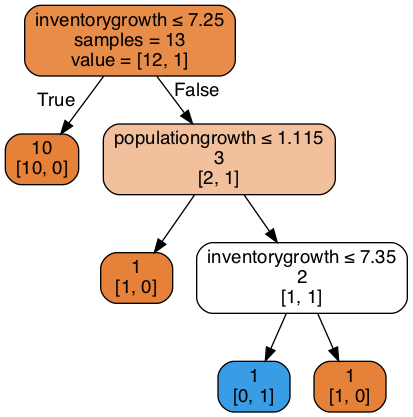 inventorygrowth ≤ 7.25
samples = 13
value = [12, 1]
True
False
10
[10, 0]
populationgrowth ≤ 1.115
3
[2, 1]
1
[1, 0]
inventorygrowth ≤ 7.35
2
[1, 1]
1
[0, 1]
1
[1, 0]